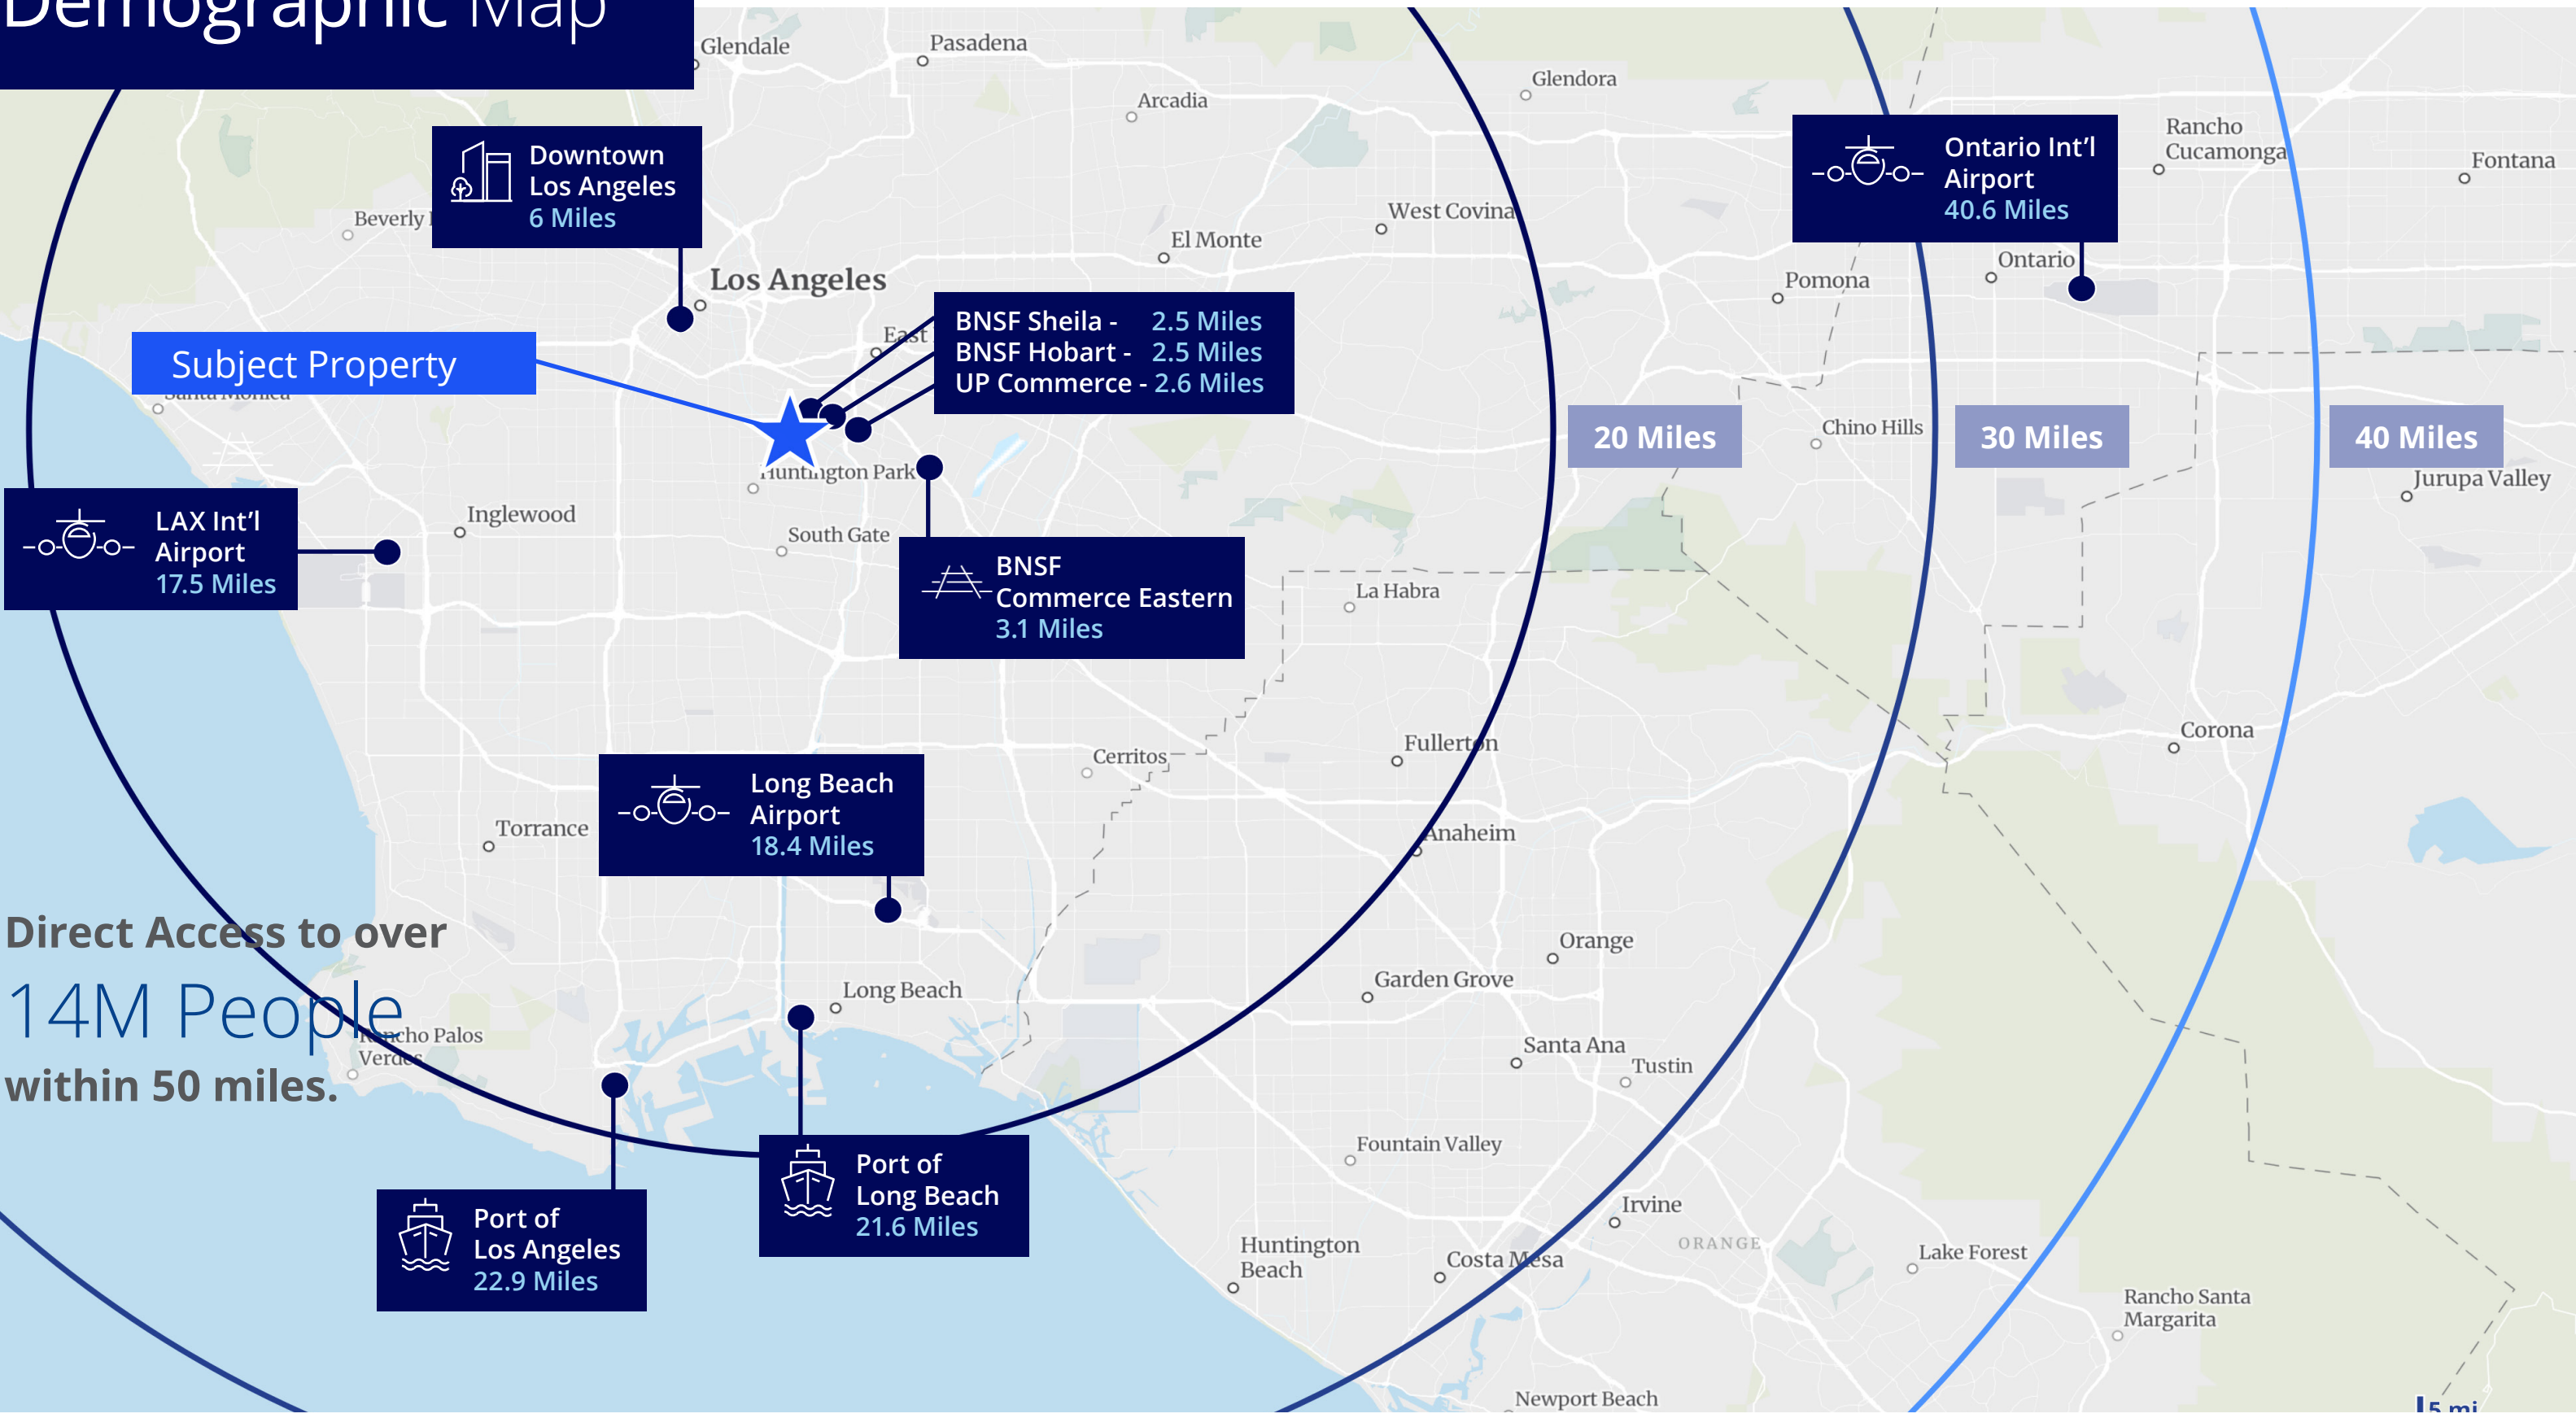 Demographic Map
Glendale
Pasadena
Glendora
Arcadia
Downtown
Los Angeles
6 Miles
Ontario Int'l
Airport
40.6 Miles
Rancho
Cucamonga
Fontana
Beverly
West Covina
El Monte
Los Angeles
Ontario
Pomona
East
BNSF Sheila - 2.5 Miles
BNSF Hobart - 2.5 Miles
UP Commerce - 2.6 Miles
Subject Property
Santa Monica
20 Miles
Chino Hills
30 Miles
40 Miles
Huntington Park
Jurupa Valley
LAX Int'l
Airport
17.5 Miles
Inglewood
South Gate
BNSF
Commerce Eastern
3.1 Miles
La Habra
Corona
Fullerton
Cerritos
Long Beach
Airport
18.4 Miles
Torrance
Anaheim
Direct Access to over
14M People
within 50 miles.
Orange
Garden Grove
Long Beach
Rancho Palos
Verdes
Santa Ana
Tustin
Fountain Valley
Port of
Long Beach
21.6 Miles
Port of
Los Angeles
22.9 Miles
Irvine
ORANGE
Huntington
Beach
Costa Mesa
Lake Forest
Rancho Santa
Margarita
Newport Beach
5 mi